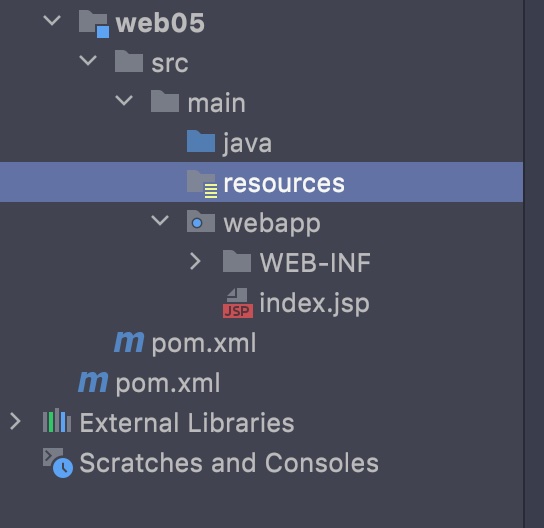 web05
src
main
java
resources
webapp
WEB-INF
JSP index.jsp
m pom.xml
m pom.xml
External Libraries
Scratches and Consoles